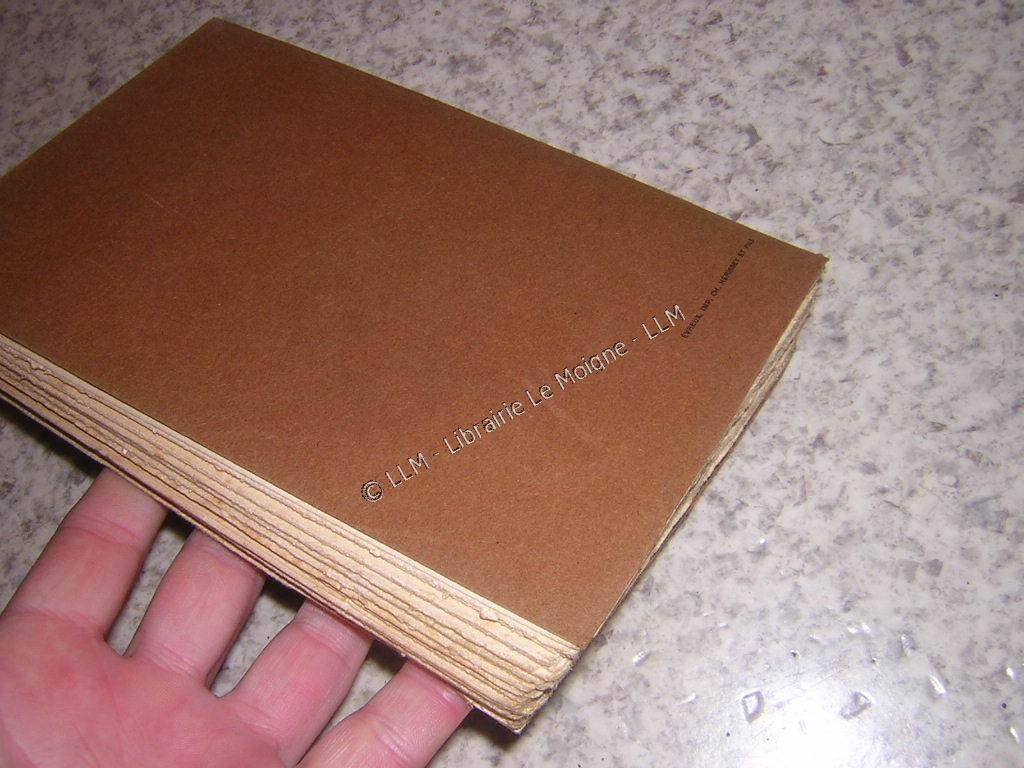 ÉVREUX, IMP. CH. HÉRISSEY ET FILS
© LLM - Librairie Le Moigne - LLM